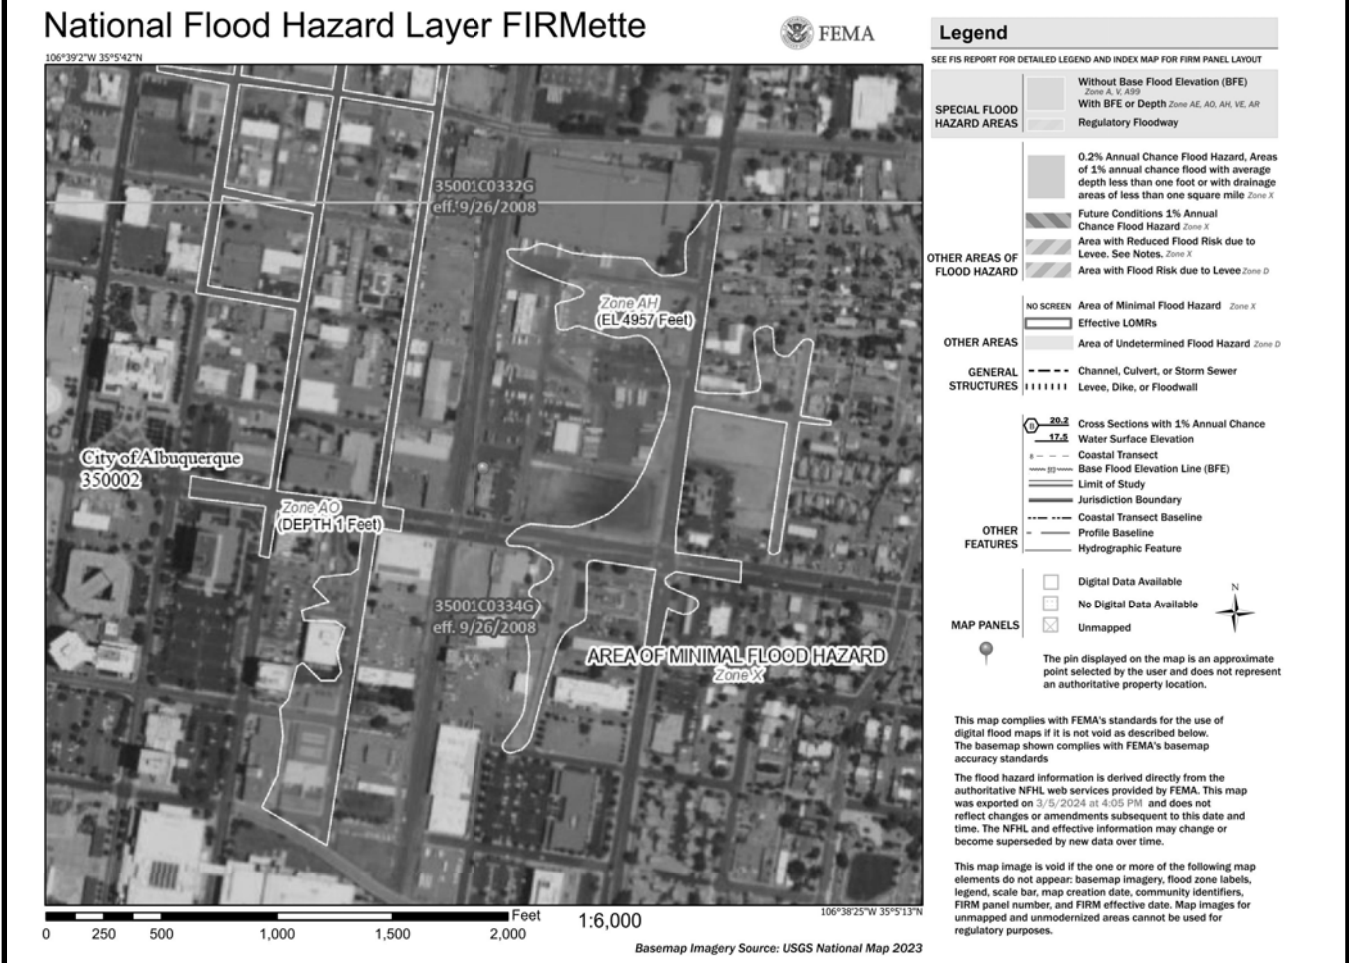 National Flood Hazard Layer FIRMette
FEMA
Legend
106°39'2"W 35°5'42"N
SEE FIS REPORT FOR DETAILED LEGEND AND INDEX MAP FOR FIRM PANEL LAYOUT
SPECIAL FLOOD
HAZARD AREAS
Without Base Flood Elevation (BFE)
Zone A, V, A99
With BFE or Depth Zone AE, AO, AH, VE, AR
Regulatory Floodway
OTHER AREAS OF
FLOOD HAZARD
0.2% Annual Chance Flood Hazard, Areas
of 1% annual chance flood with average
depth less than one foot or with drainage
areas of less than one square mile Zone X
Future Conditions 1% Annual
Chance Flood Hazard Zone X
Area with Reduced Flood Risk due to
Levee. See Notes. Zone X
Area with Flood Risk due to Levee Zone D
OTHER AREAS
NO SCREEN Area of Minimal Flood Hazard Zone X
Effective LOMRs
Area of Undetermined Flood Hazard Zone D
GENERAL
STRUCTURES
Channel, Culvert, or Storm Sewer
Levee, Dike, or Floodwall
OTHER
FEATURES
B 20.2 Cross Sections with 1% Annual Chance
17.5 Water Surface Elevation
8 Coastal Transect
513 Base Flood Elevation Line (BFE)
Limit of Study
Jurisdiction Boundary
Coastal Transect Baseline
Profile Baseline
Hydrographic Feature
MAP PANELS
Digital Data Available
No Digital Data Available
Unmapped
N
The pin displayed on the map is an approximate
point selected by the user and does not represent
an authoritative property location.
This map complies with FEMA's standards for the use of
digital flood maps if it is not void as described below.
The basemap shown complies with FEMA's basemap
accuracy standards
The flood hazard information is derived directly from the
authoritative NFHL web services provided by FEMA. This map
was exported on 3/5/2024 at 4:05 PM and does not
reflect changes or amendments subsequent to this date and
time. The NFHL and effective information may change or
become superseded by new data over time.
This map image is void if the one or more of the following map
elements do not appear: basemap imagery, flood zone labels,
legend, scale bar, map creation date, community identifiers,
FIRM panel number, and FIRM effective date. Map images for
unmapped and unmodernized areas cannot be used for
regulatory purposes.
35001C0332G
eff. 9/26/2008
Zone AH
(EL 4957 Feet)
City of Albuquerque
350002
Zone AO
(DEPTH 1 Feet)
35001C0334G
eff. 9/26/2008
AREA OF MINIMAL FLOOD HAZARD
Zone X
Feet
1:6,000
106°38'25"W 35°5'13"N
0 250 500 1,000 1,500 2,000
Basemap Imagery Source: USGS National Map 2023